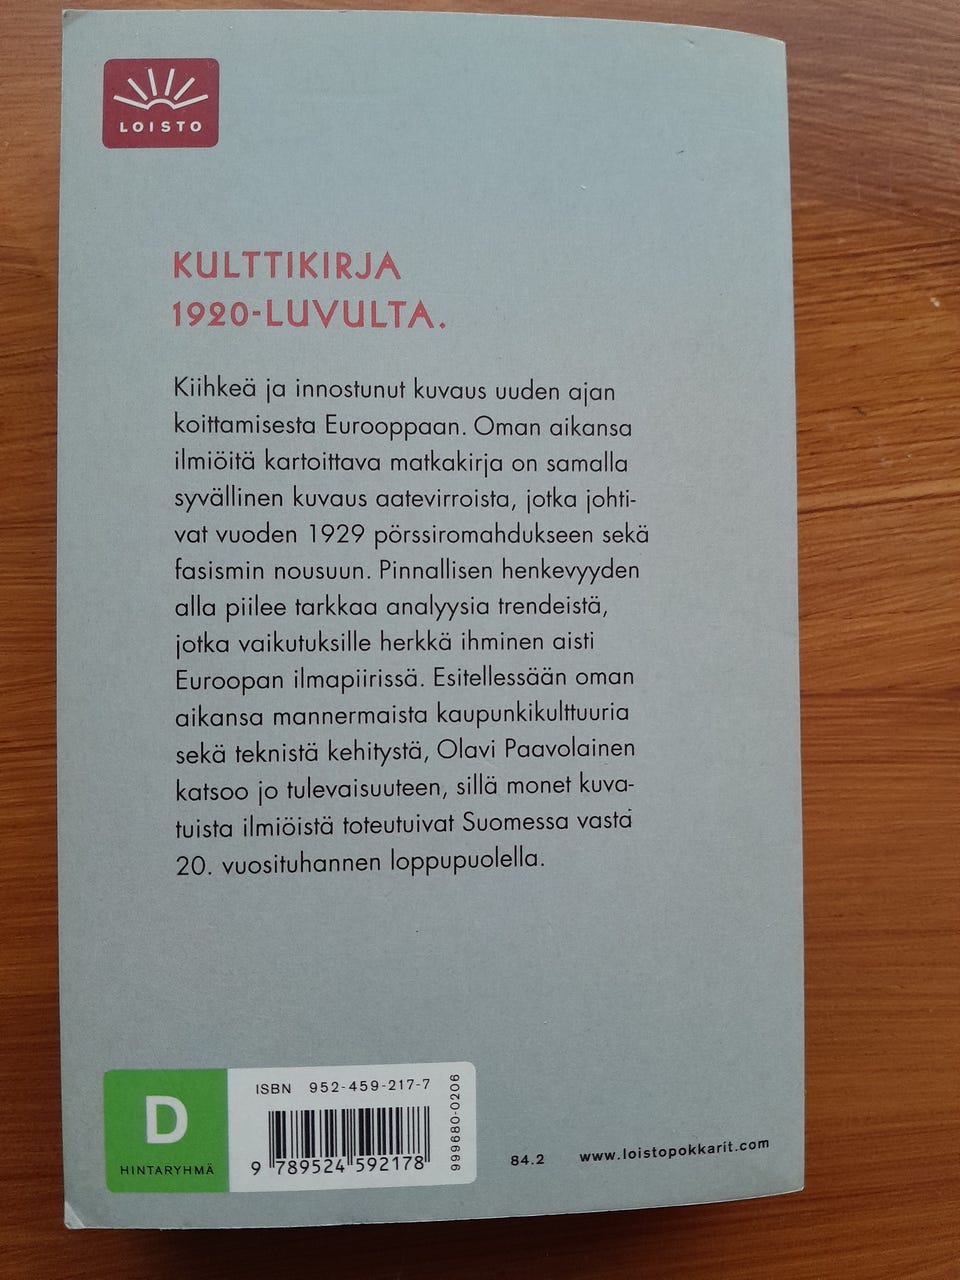 LOISTO
KULTTIKIRJA
1920-LUVULTA.
Kiihkeä ja innostunut kuvaus uuden ajan
koittamisesta Eurooppaan. Oman aikansa
ilmiöitä kartoittava matkakirja on samalla
syvällinen kuvaus aatevirroista, jotka johti-
vat vuoden 1929 pörssiromahdukseen sekä
fasismin nousuun. Pinnallisen henkevyyden
alla piilee tarkkaa analyysia trendeistä,
jotka vaikutuksille herkkä ihminen aisti
Euroopan ilmapiirissä. Esitellessään oman
aikansa mannermaista kaupunkikulttuuria
sekä teknistä kehitystä, Olavi Paavolainen
katsoo jo tulevaisuuteen, sillä monet kuva-
tuista ilmiöistä toteutuivat Suomessa vasta
20. vuosituhannen loppupuolella.
D
HINTARYHMÄ
ISBN 952-459-217-7
9 789524 592178
999680-0206
84.2
www.loistopokkarit.com